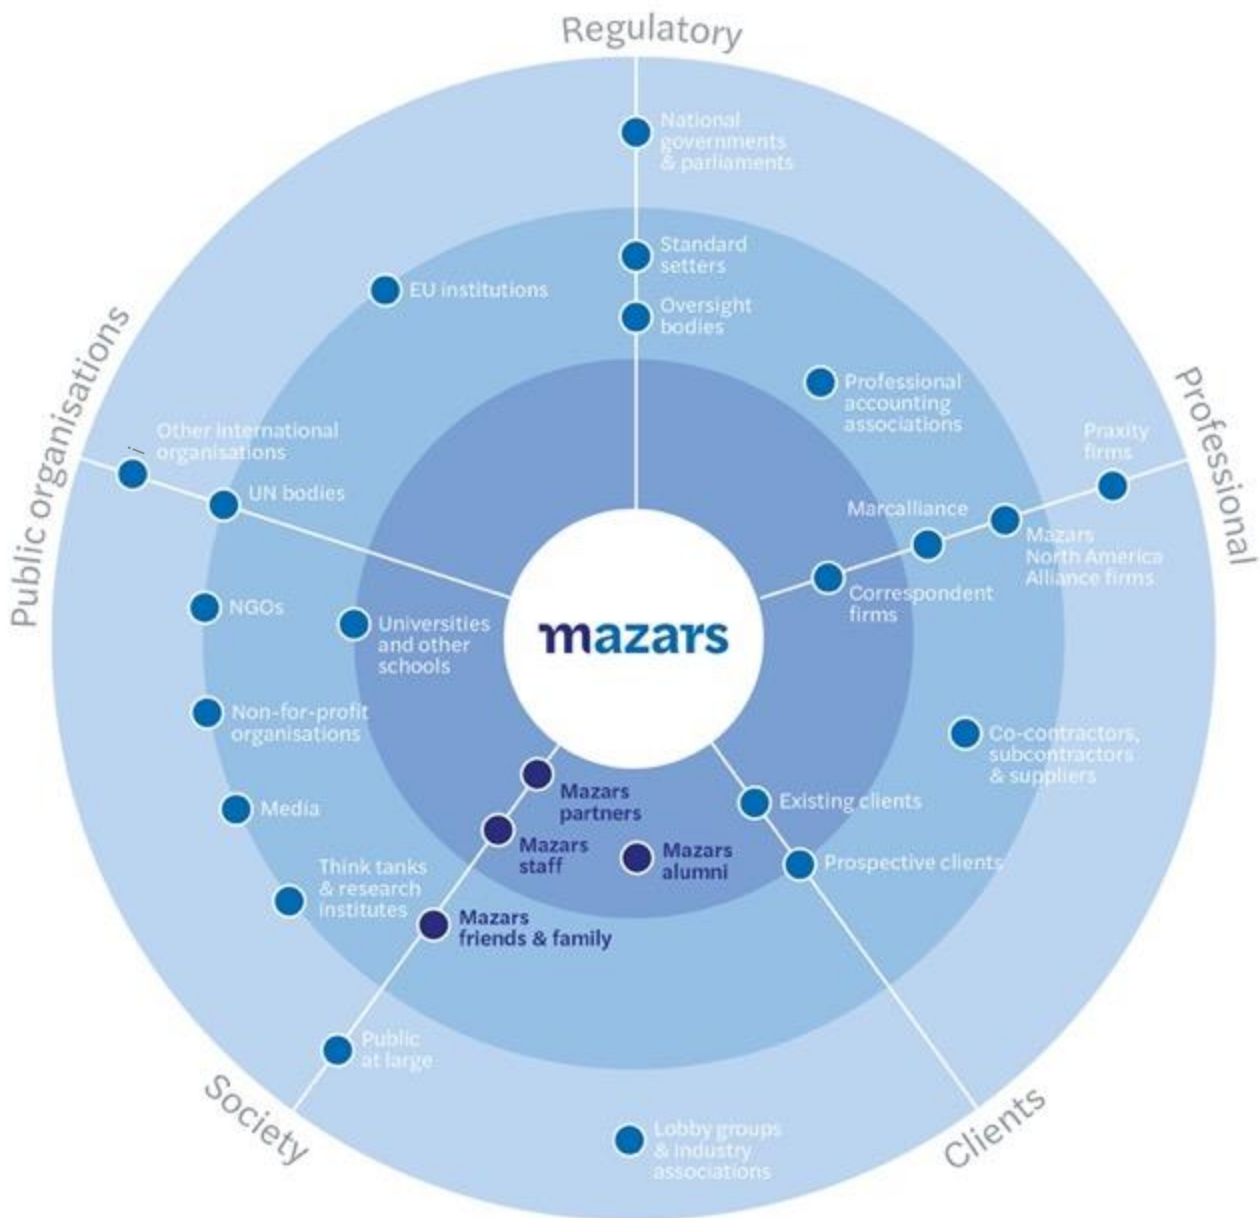 Regulatory
National
governments
& parliaments
Standard
setters
Oversight
bodies
EU institutions
Professional
accounting
associations
Public organisations
Professional
Praxity
firms
Other international
organisations
UN bodies
Marcalliance
Mazars
North America
Alliance firms
Correspondent
firms
NGOs
Universities
and other
schools
mazars
Non-for-profit
organisations
Co-contractors,
subcontractors
& suppliers
Media
Mazars
partners
Existing clients
Mazars
staff
Mazars
alumni
Prospective clients
Think tanks
& research
institutes
Mazars
friends & family
Public
at large
Society
Clients
Lobby groups
& industry
associations